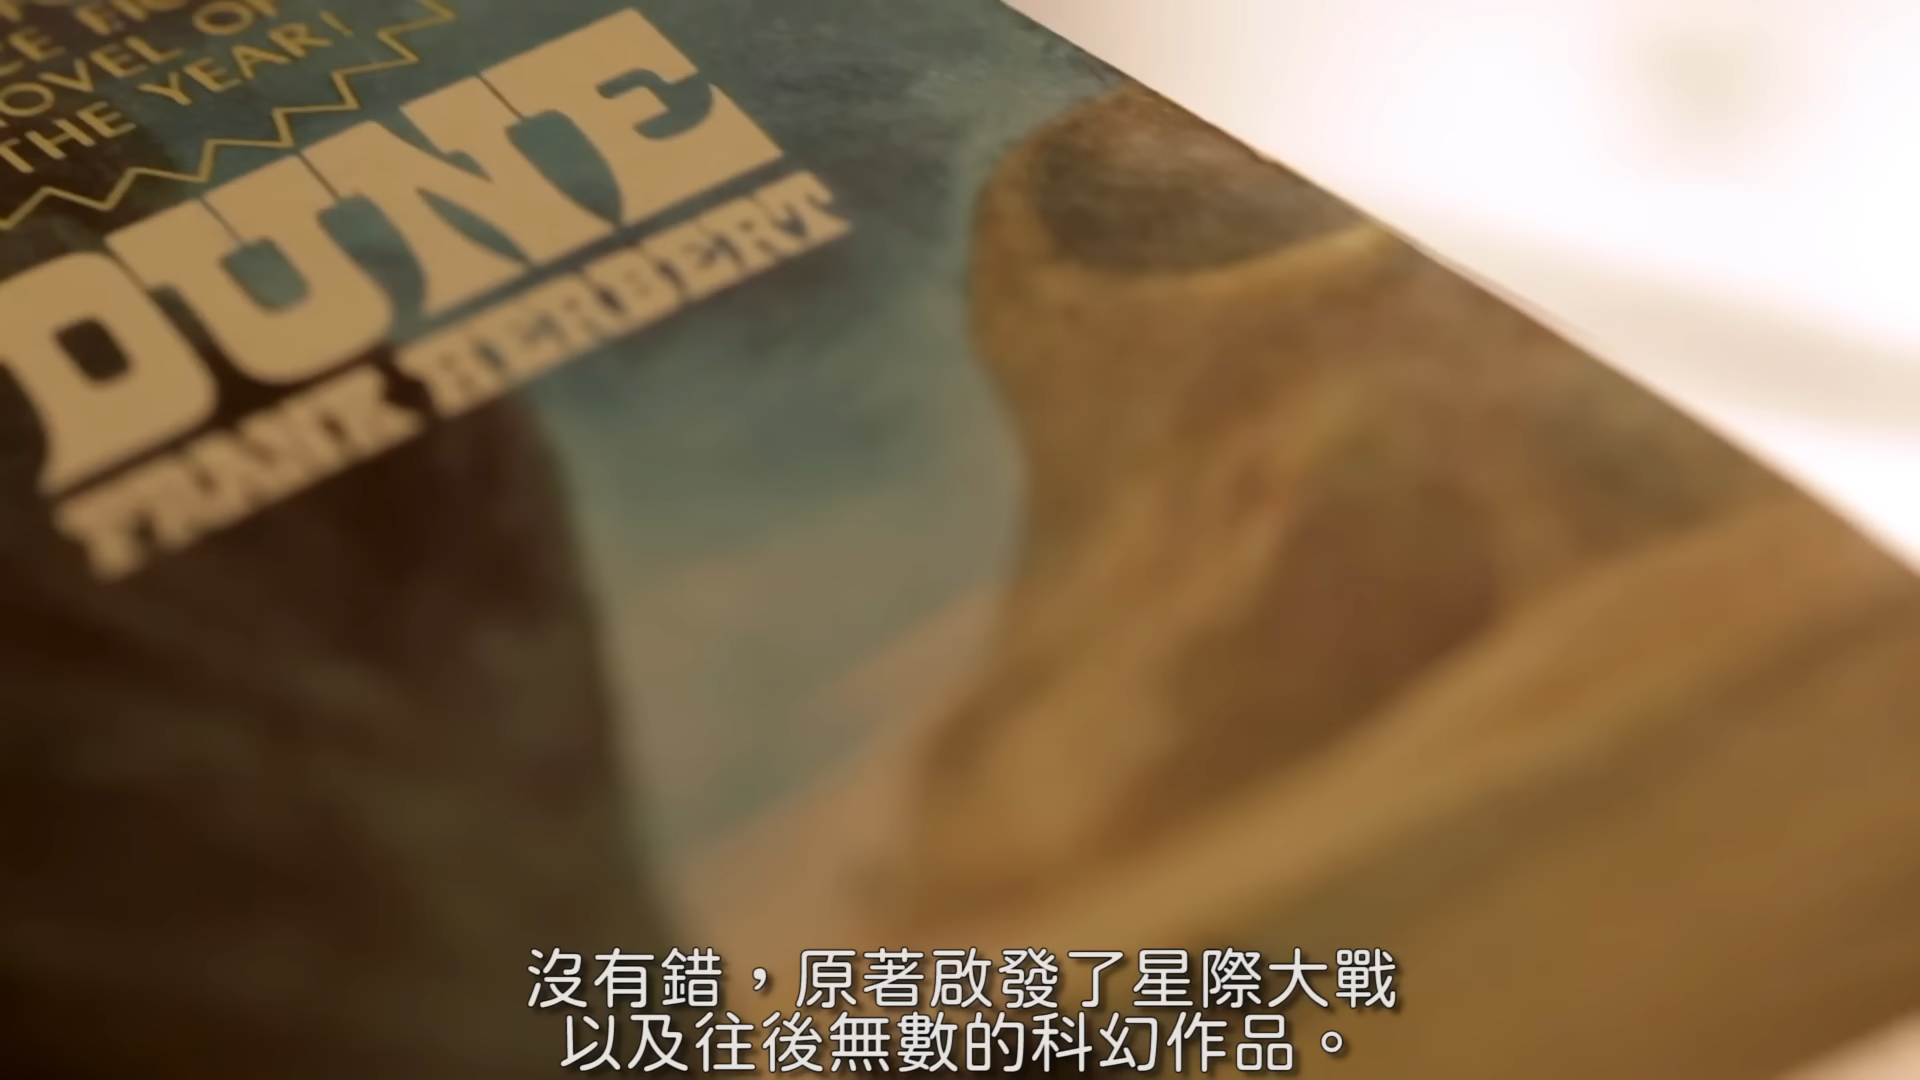 NOVEL OF
THE YEAR!
DUNE
FRANK HERBERT
沒有錯，原著啟發了星際大戰
以及往後無數的科幻作品。